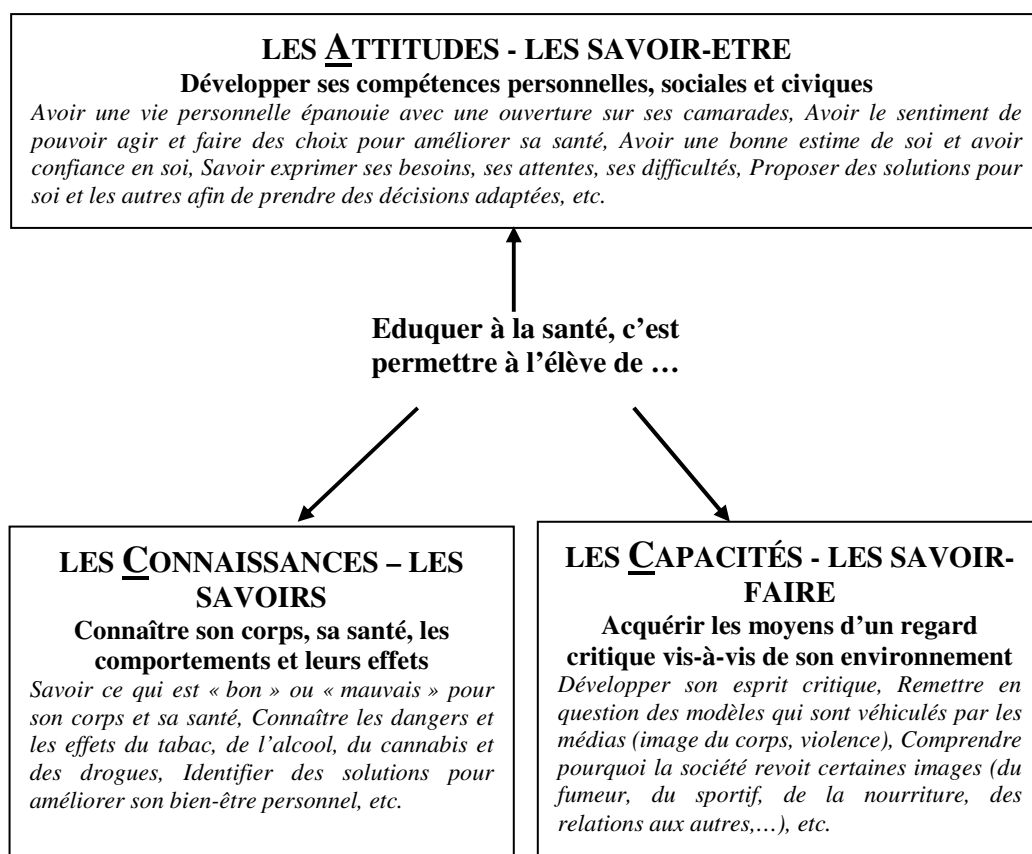 LES ATTITUDES - LES SAVOIR-ETRE
Développer ses compétences personnelles, sociales et civiques
Avoir une vie personnelle épanouie avec une ouverture sur ses camarades, Avoir le sentiment de
pouvoir agir et faire des choix pour améliorer sa santé, Avoir une bonne estime de soi et avoir
confiance en soi, Savoir exprimer ses besoins, ses attentes, ses difficultés, Proposer des solutions pour
soi et les autres afin de prendre des décisions adaptées, etc.
Eduquer à la santé, c’est
permettre à l’élève de …
LES CONNAISSANCES – LES
SAVOIRS
Connaître son corps, sa santé, les
comportements et leurs effets
Savoir ce qui est « bon » ou « mauvais » pour
son corps et sa santé, Connaître les dangers et
les effets du tabac, de l’alcool, du cannabis et
des drogues, Identifier des solutions pour
améliorer son bien-être personnel, etc.
LES CAPACITÉS - LES SAVOIR-
FAIRE
Acquérir les moyens d’un regard
critique vis-à-vis de son environnement
Développer son esprit critique, Remettre en
question des modèles qui sont véhiculés par les
médias (image du corps, violence), Comprendre
pourquoi la société revoit certaines images (du
fumeur, du sportif, de la nourriture, des
relations aux autres,…), etc.